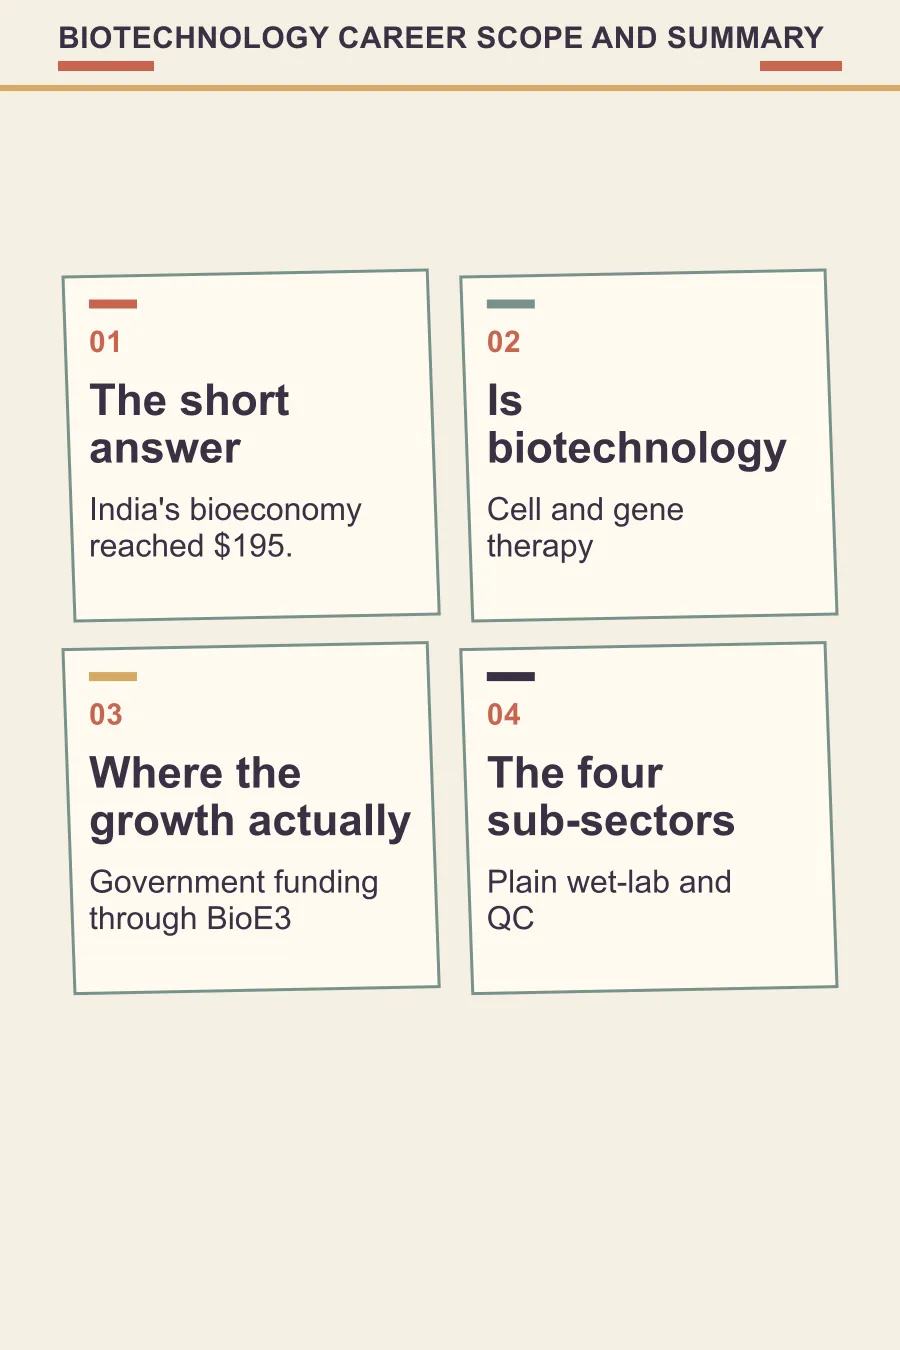 BIOTECHNOLOGY CAREER SCOPE AND SUMMARY
01
The short
answer
India's bioeconomy
reached $195.
02
Is
biotechnology
Cell and gene
therapy
03
Where the
growth actually
Government funding
through BioE3
04
The four
sub-sectors
Plain wet-lab and
QC